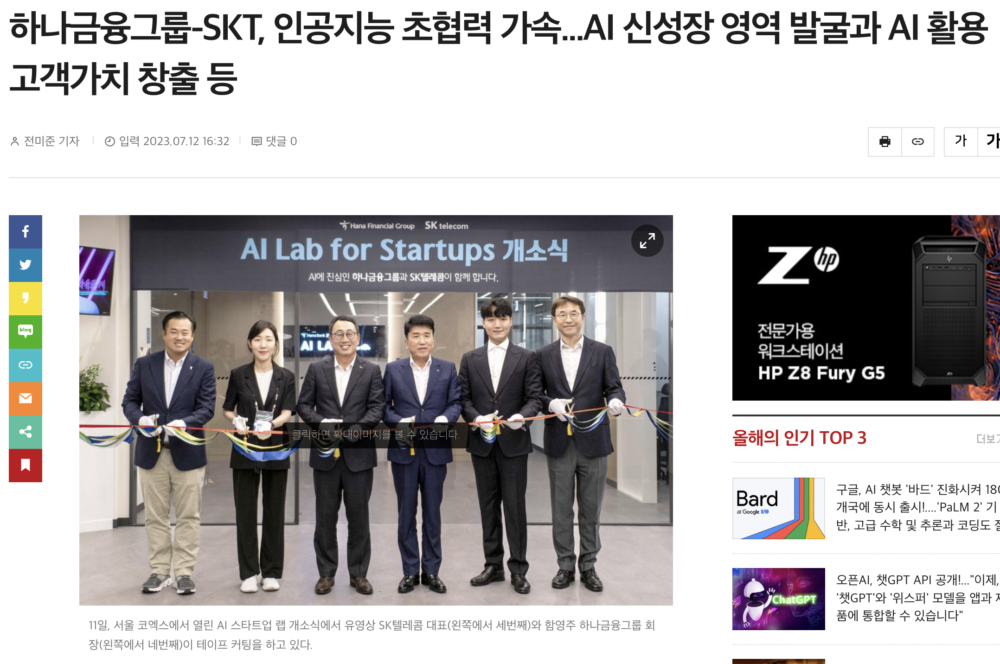 하나금융그룹-SKT, 인공지능 초협력 가속...AI 신성장 영역 발굴과 AI 활용
고객가치 창출 등
전미준 기자
입력 2023.07.12 16:32
댓글 0
가
가
Hana Financial Group
SK telecom
AI Lab for Startups 개소식
AI에 진심인 하나금융그룹과 SK텔레콤이 함께 합니다.
Hana Bank
AI LA
클릭하면 확대이미지를 볼 수 있습니다.
11일, 서울 코엑스에서 열린 AI 스타트업 랩 개소식에서 유영상 SK텔레콤 대표(왼쪽에서 세번째)와 함영주 하나금융그룹 회
장(왼쪽에서 네번째)이 테이프 커팅을 하고 있다.
blog
Z hp
전문가용
워크스테이션
HP Z8 Fury G5
올해의 인기 TOP 3
더보
Bard
at Google I/O
구글, AI 챗봇 '바드' 진화시켜 180
개국에 동시 출시!....'PaLM 2' 기
반, 고급 수학 및 추론과 코딩도
ChatGPT
오픈AI, 챗GPT API 공개!..."이제,
'챗GPT'와 '위스퍼' 모델을 앱과
품에 통합할 수 있습니다"